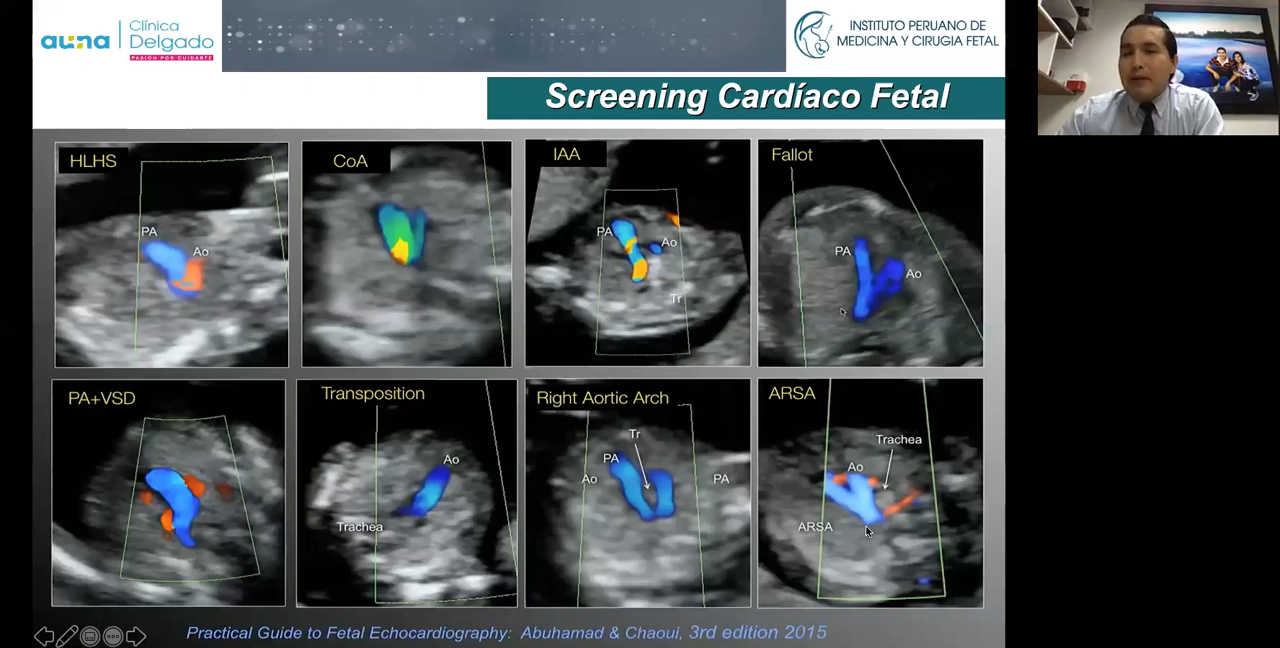 auna
Clínica
Delgado
PASIÓN POR CUIDARTE
INSTITUTO PERUANO DE
MEDICINA Y CIRUGIA FETAL
Screening Cardíaco Fetal
HLHS
PA
Ao
CoA
IAA
PA
Ao
Tr
Fallot
PA
Ao
PA+VSD
Transposition
Ao
Trachea
Right Aortic Arch
Tr
PA
Ao
PA
ARSA
Trachea
Ao
ARSA
Practical Guide to Fetal Echocardiography: Abuhamad & Chaoui, 3rd edition 2015